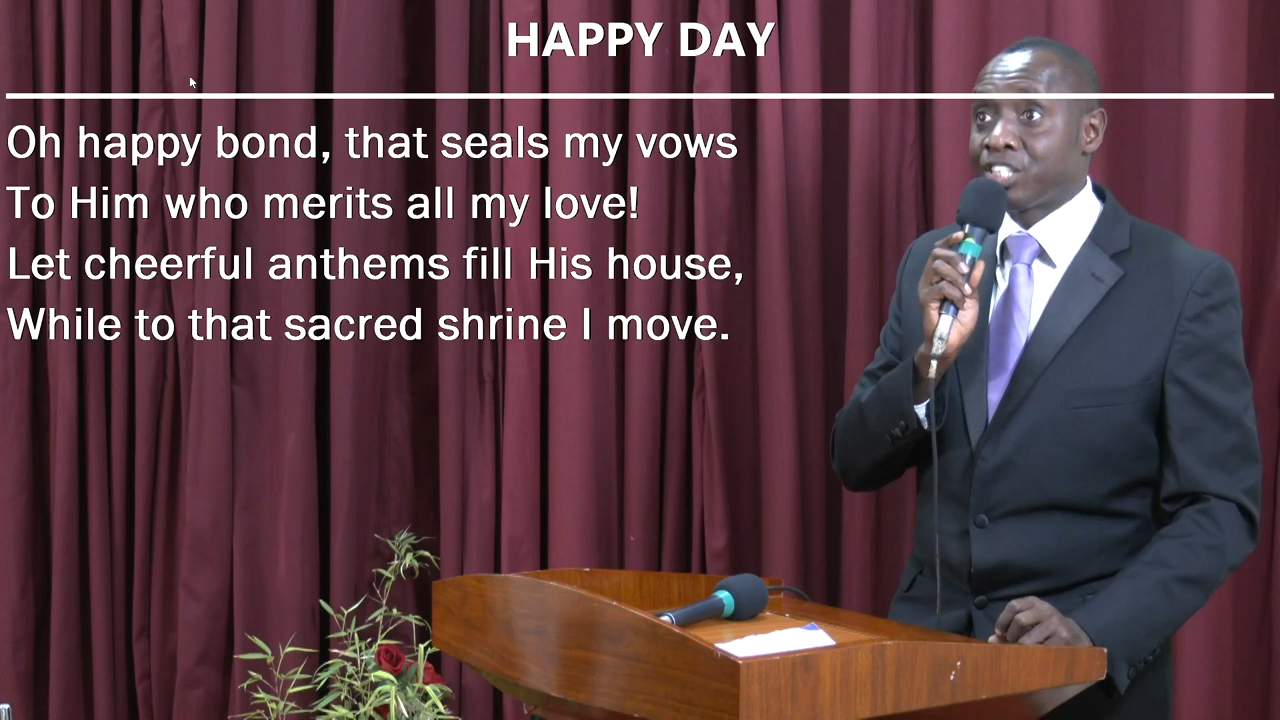 HAPPY DAY
Oh happy bond, that seals my vows
To Him who merits all my love!
Let cheerful anthems fill His house,
While to that sacred shrine I move.